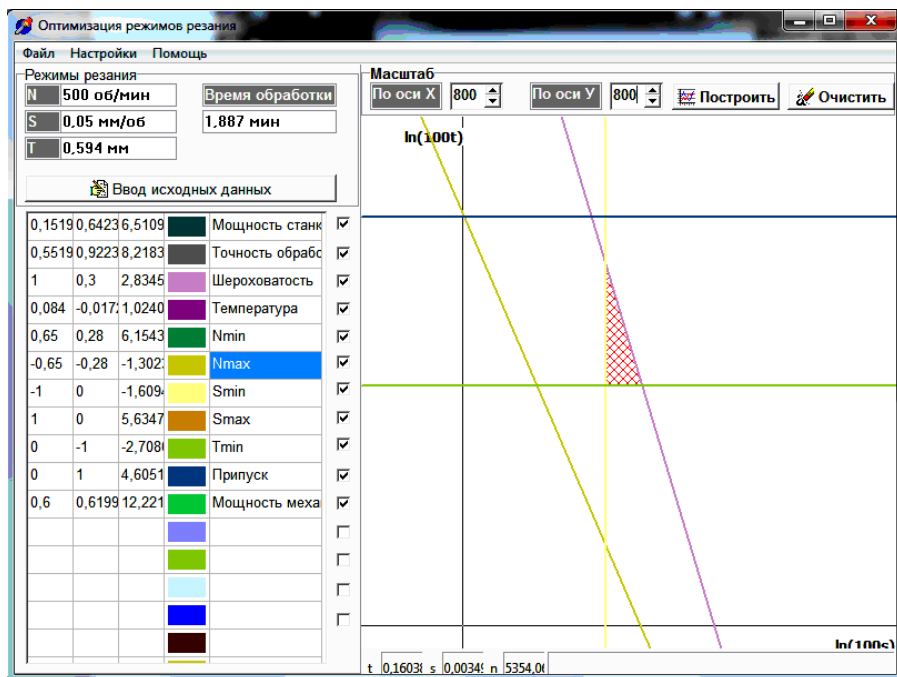 Оптимизация режимов резания
Файл Настройки Помощь
Режимы резания
N 500 об/мин Время обработки
S 0,05 мм/об 1,887 мин
T 0,594 мм
Ввод исходных данных
Масштаб
По оси X 800 По оси У 800 Построить Очистить
0,1519 0,6423 6,5109 Мощность станк
0,5519 0,9223 8,2183 Точность обрабо
1 0,3 2,8345 Шероховатость
0,084 -0,017 1,0240 Температура
0,65 0,28 6,1543 Nmin
-0,65 -0,28 -1,302 Nmax
-1 0 -1,609 Smin
1 0 5,6347 Smax
0 -1 -2,708 Tmin
0 1 4,6051 Припуск
0,6 0,6199 12,221 Мощность меха
ln(100t)
ln(100s)
t 0,1603 s 0,0034 n 5354,0